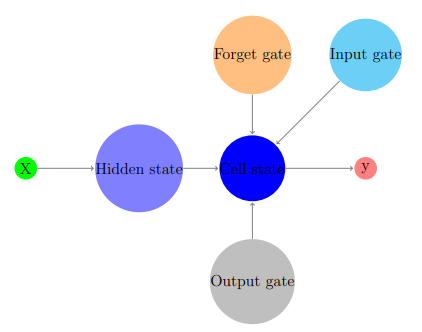 Forget gate
Input gate
X
Hidden state
Cell state
y
Output gate